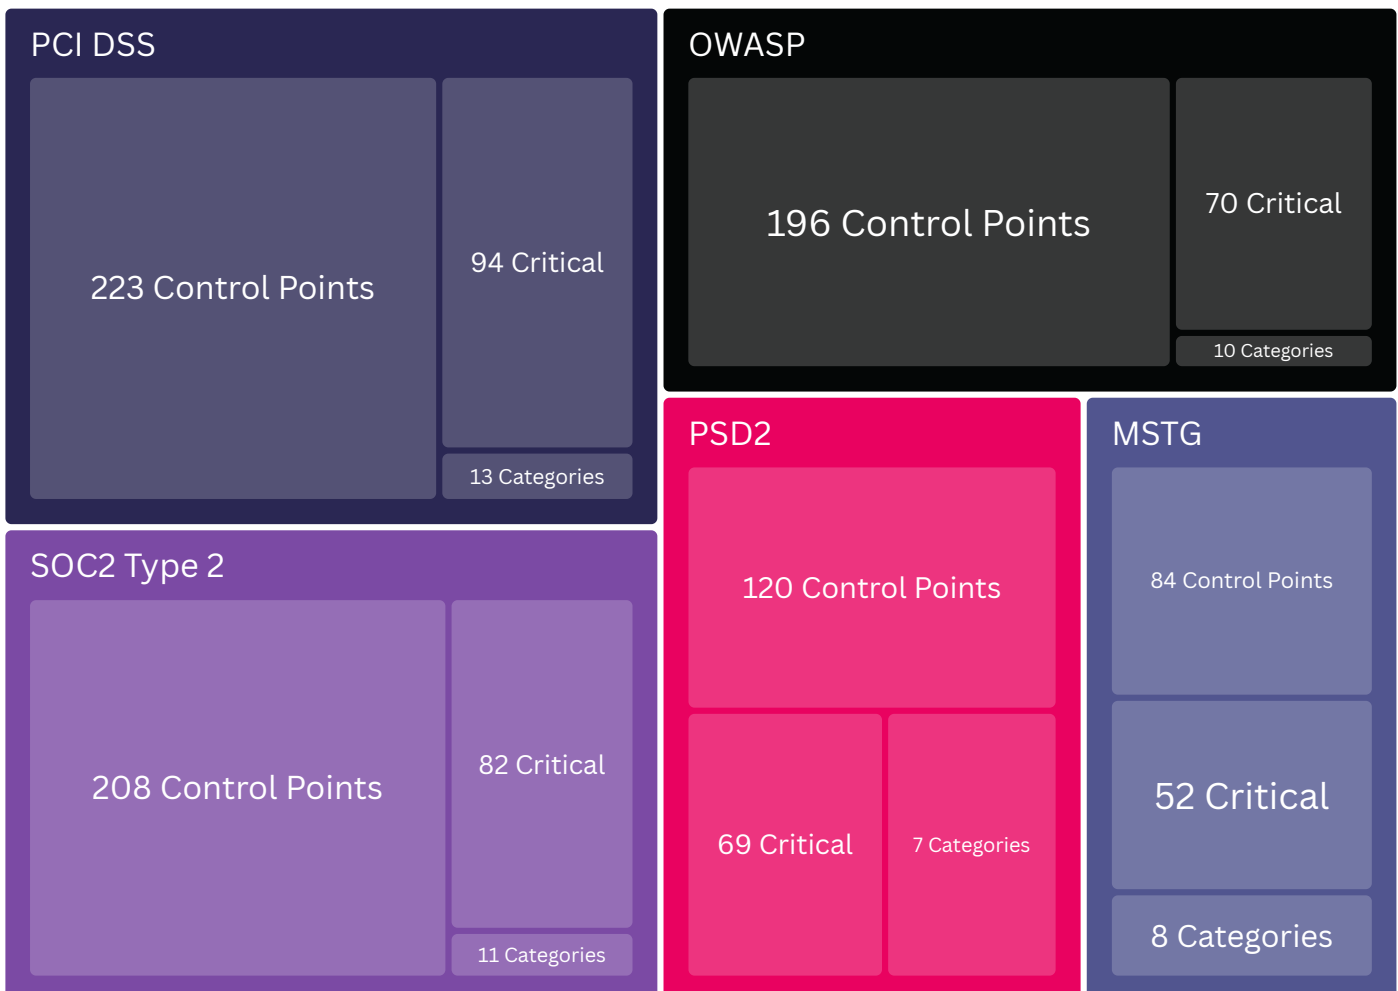 PCI DSS
223 Control Points
94 Critical
13 Categories
OWASP
196 Control Points
70 Critical
10 Categories
SOC2 Type 2
208 Control Points
82 Critical
11 Categories
PSD2
120 Control Points
69 Critical
7 Categories
MSTG
84 Control Points
52 Critical
8 Categories